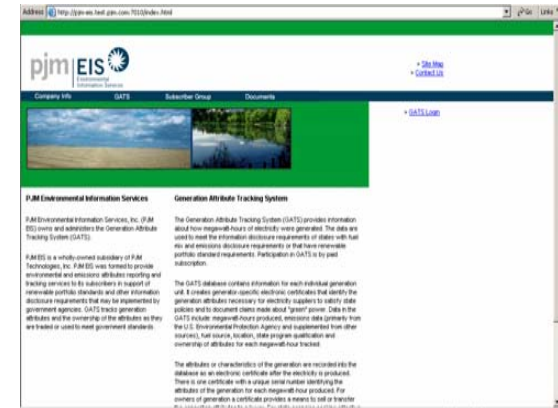 Address http://pjm-eis.test.pjm.com:7010/index.html
Go
Links
pjm EIS
Environmental
Information Services
» Site Map
» Contact Us
Company Info GATS Subscriber Group Documents
» GATS Login
PJM Environmental Information Services
PJM Environmental Information Services, Inc. (PJM
EIS) owns and administers the Generation Attribute
Tracking System (GATS).
PJM EIS is a wholly-owned subsidiary of PJM
Technologies, Inc. PJM EIS was formed to provide
environmental and emissions attributes reporting and
tracking services to its subscribers in support of
renewable portfolio standards and other information
disclosure requirements that may be implemented by
government agencies. GATS tracks generation
attributes and the ownership of the attributes as they
are traded or used to meet government standards.
Generation Attribute Tracking System
The Generation Attribute Tracking System (GATS) provides information
about how megawatt-hours of electricity were generated. The data are
used to meet the information disclosure requirements of states with fuel
mix and emissions disclosure requirements or that have renewable
portfolio standard requirements. Participation in GATS is by paid
subscription.
The GATS database contains information for each individual generation
unit. It creates generator-specific electronic certificates that identify the
generation attributes necessary for electricity suppliers to satisfy state
policies and to document claims made about "green" power. Data in the
GATS include: megawatt-hours produced, emissions data (primarily from
the U.S. Environmental Protection Agency and supplemented from other
sources), fuel source, location, state program qualification and
ownership of attributes for each megawatt-hour tracked.
The attributes or characteristics of the generation are recorded into the
database as an electronic certificate after the electricity is produced.
There is one certificate with a unique serial number identifying the
attributes of the generation for each megawatt-hour produced. For
owners of generation a certificate provides a means to sell or transfer